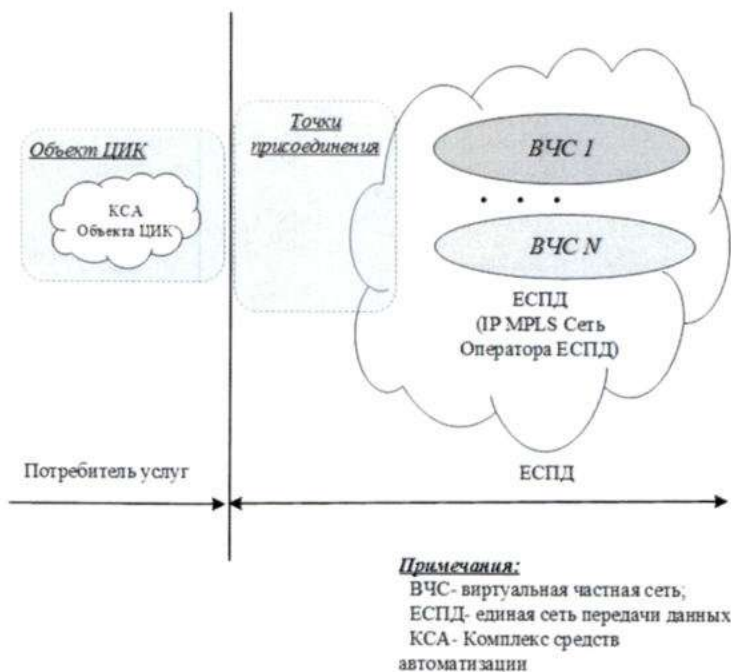 Объект ЦИК
КСА
Объекта ЦИК
Точки
присоединения
ВЧС 1
. . .
ВЧС N
ЕСПД
(IP MPLS Сеть
Оператора ЕСПД)
Потребитель услуг
ЕСПД
Примечания:
ВЧС- виртуальная частная сеть;
ЕСПД- единая сеть передачи данных
КСА- Комплекс средств
автоматизации